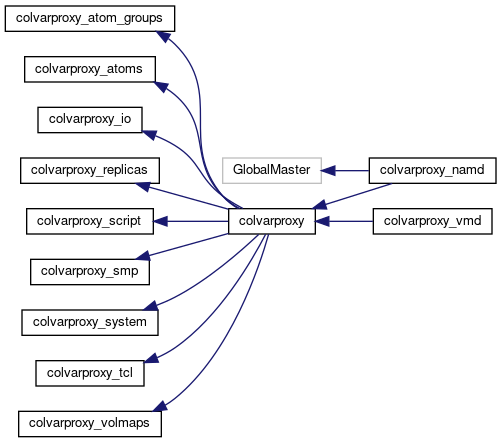 colvarproxy_atom_groups
colvarproxy_atoms
colvarproxy_io
colvarproxy_replicas
GlobalMaster
colvarproxy_namd
colvarproxy_script
colvarproxy
colvarproxy_vmd
colvarproxy_smp
colvarproxy_system
colvarproxy_tcl
colvarproxy_volmaps